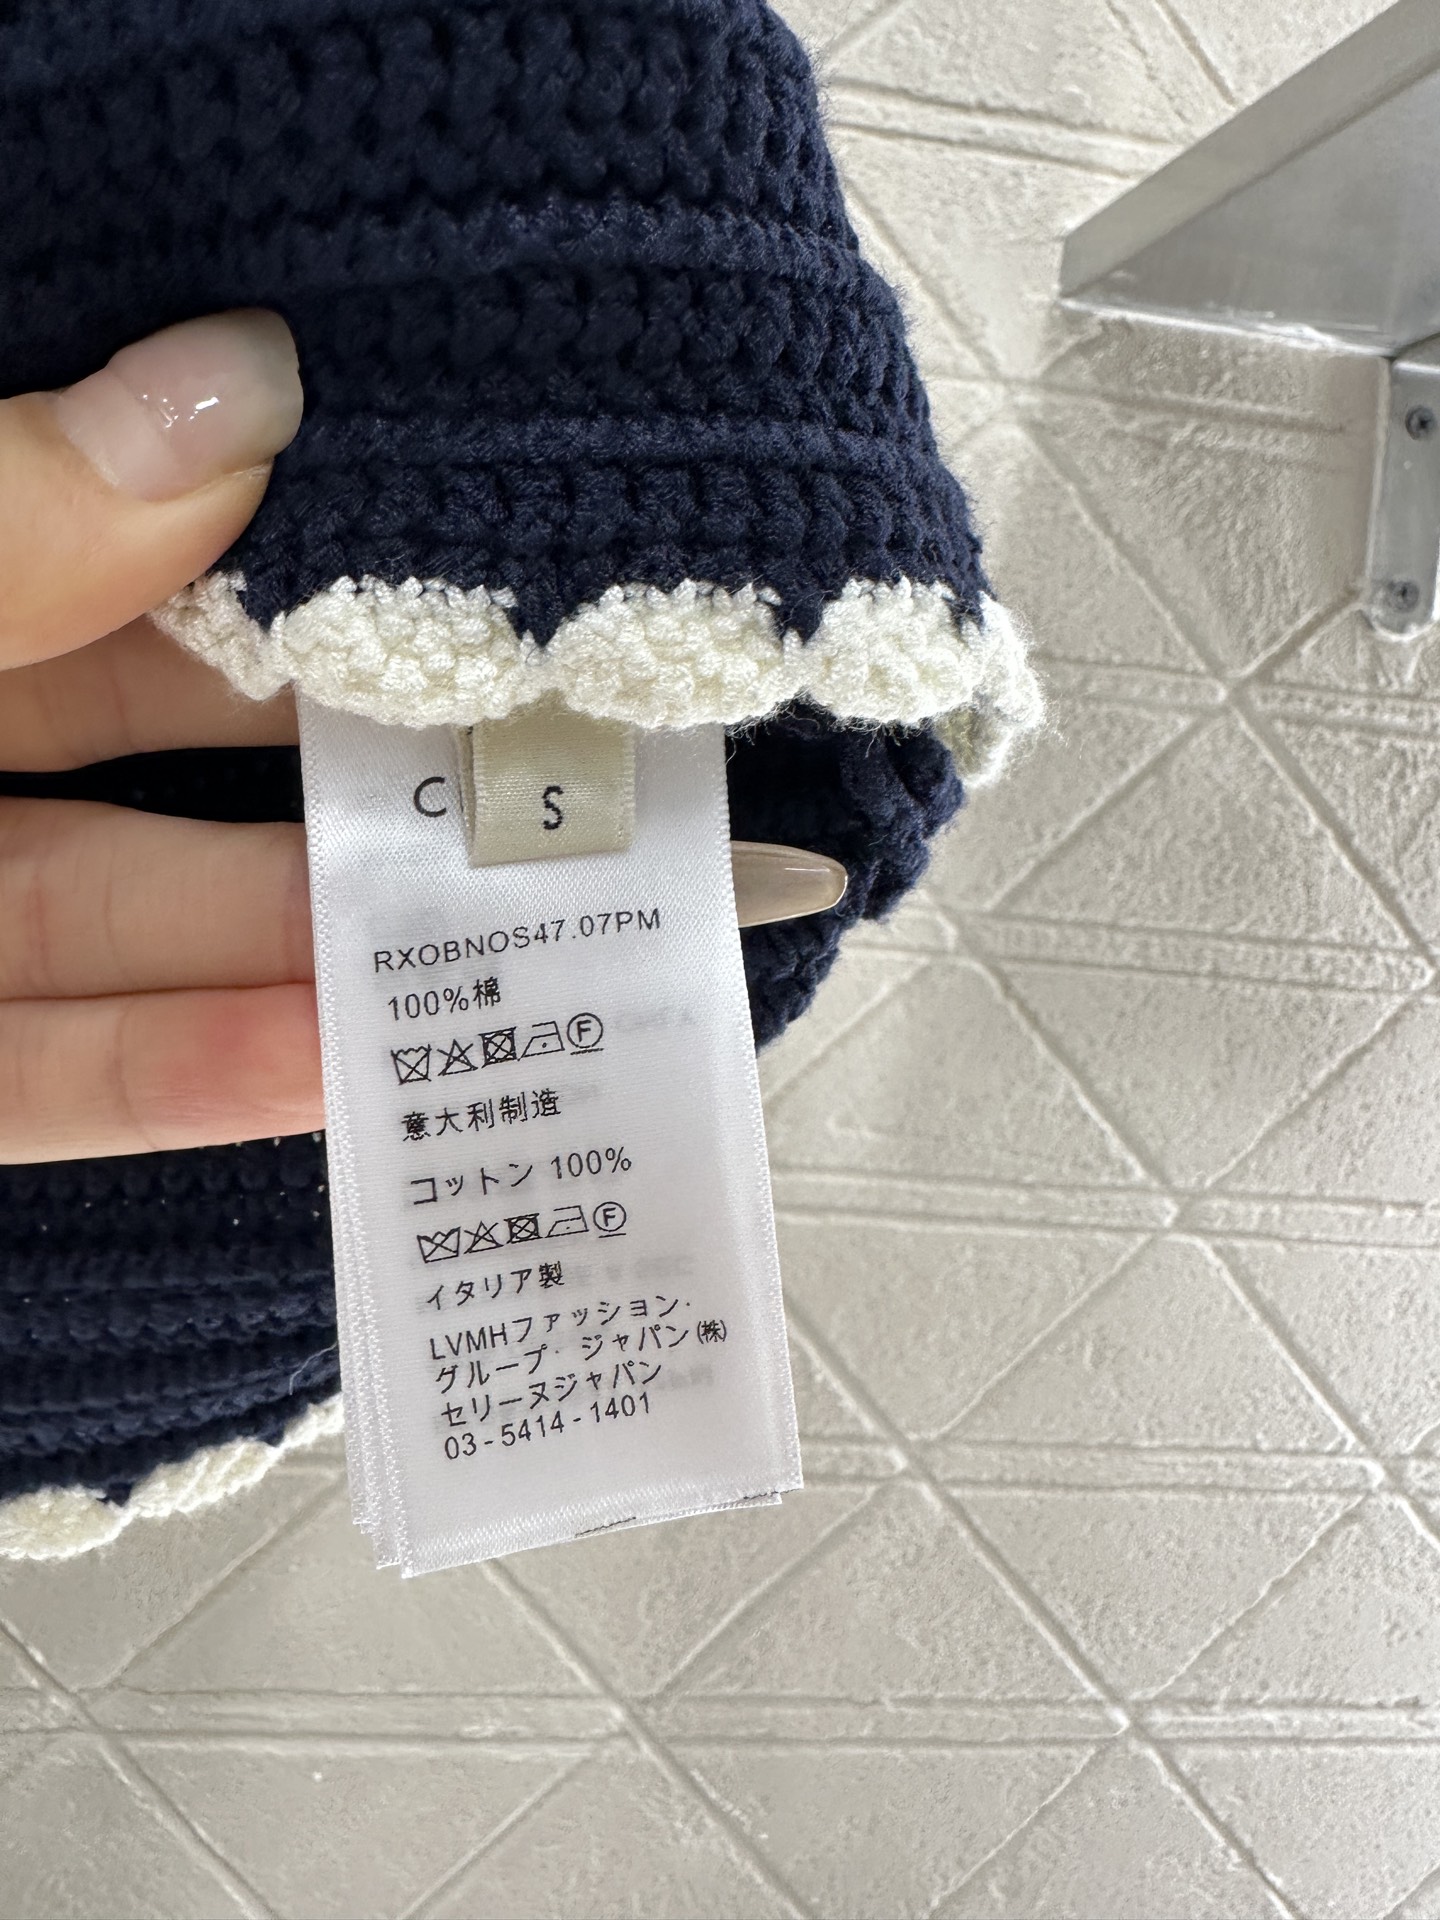 C
S
RXOBNOS47.07PM
100%棉
F
意大利制造
コットン 100%
F
イタリア製
LVMHファッション·
グループ· ジャパン(株)
セリーヌジャパン
03-5414-1401